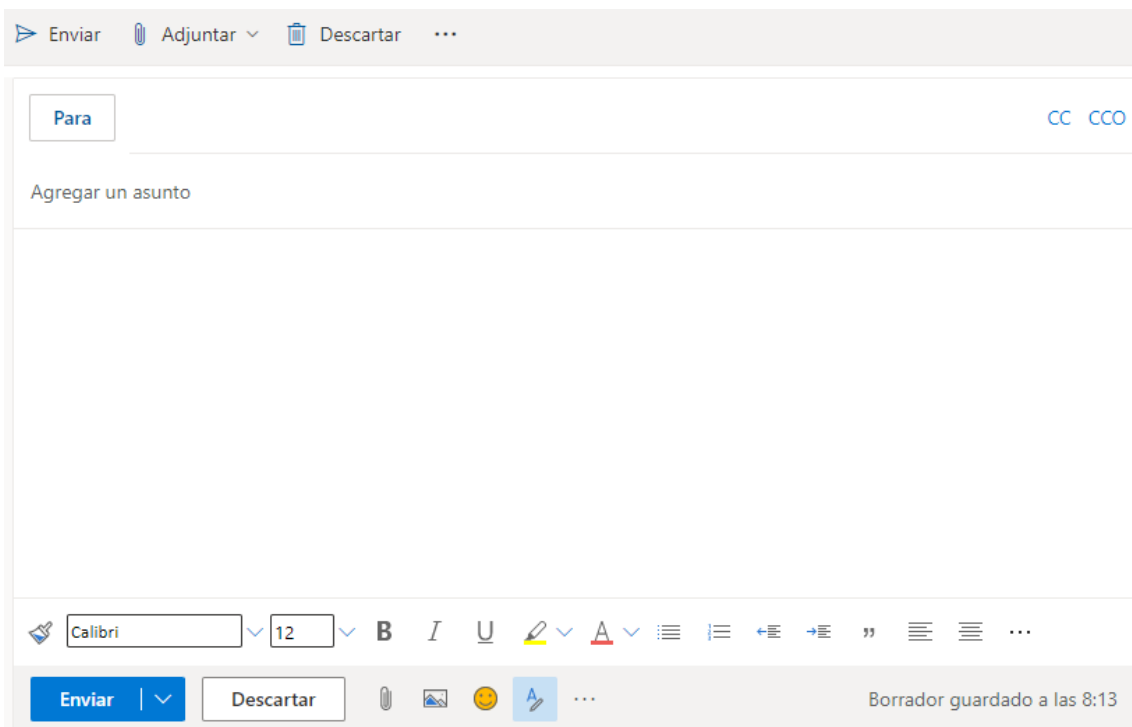 Enviar Adjuntar Descartar ...
Para CC CCO
Agregar un asunto
Calibri 12 B I U A ” ...
Enviar Descartar ... Borrador guardado a las 8:13